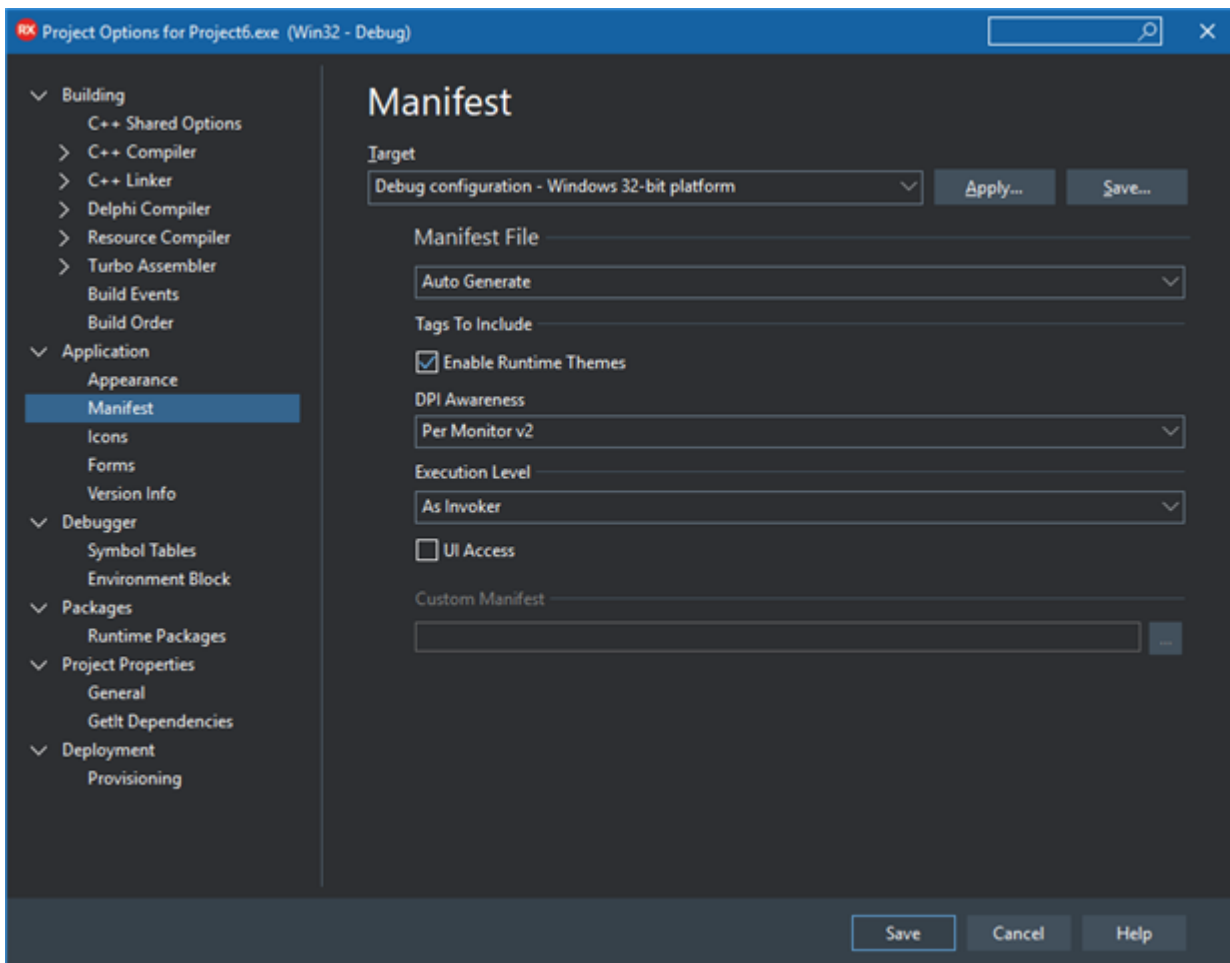 RX Project Options for Project6.exe (Win32 - Debug)
Building
C++ Shared Options
C++ Compiler
C++ Linker
Delphi Compiler
Resource Compiler
Turbo Assembler
Build Events
Build Order
Application
Appearance
Manifest
Icons
Forms
Version Info
Debugger
Symbol Tables
Environment Block
Packages
Runtime Packages
Project Properties
General
GetIt Dependencies
Deployment
Provisioning
Manifest
Target
Debug configuration - Windows 32-bit platform
Apply...
Save...
Manifest File
Auto Generate
Tags To Include
Enable Runtime Themes
DPI Awareness
Per Monitor v2
Execution Level
As Invoker
UI Access
Custom Manifest
...
Save
Cancel
Help